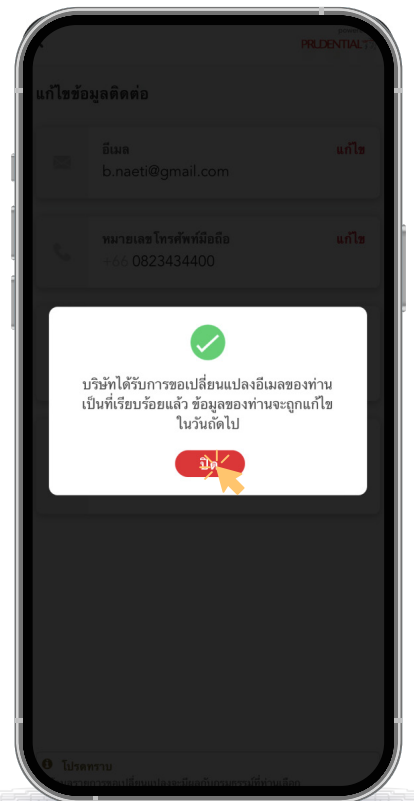 PRUDENTIAL
แก้ไขข้อมูลติดต่อ
อีเมล
แก้ไข
b.naeti@gmail.com
หมายเลขโทรศัพท์มือถือ
แก้ไข
+66 0823434400
บริษัทได้รับการขอเปลี่ยนแปลงอีเมลของท่าน
เป็นที่เรียบร้อยแล้ว ข้อมูลของท่านจะถูกแก้ไข
ในวันถัดไป
ปิด
โปรดทราบ